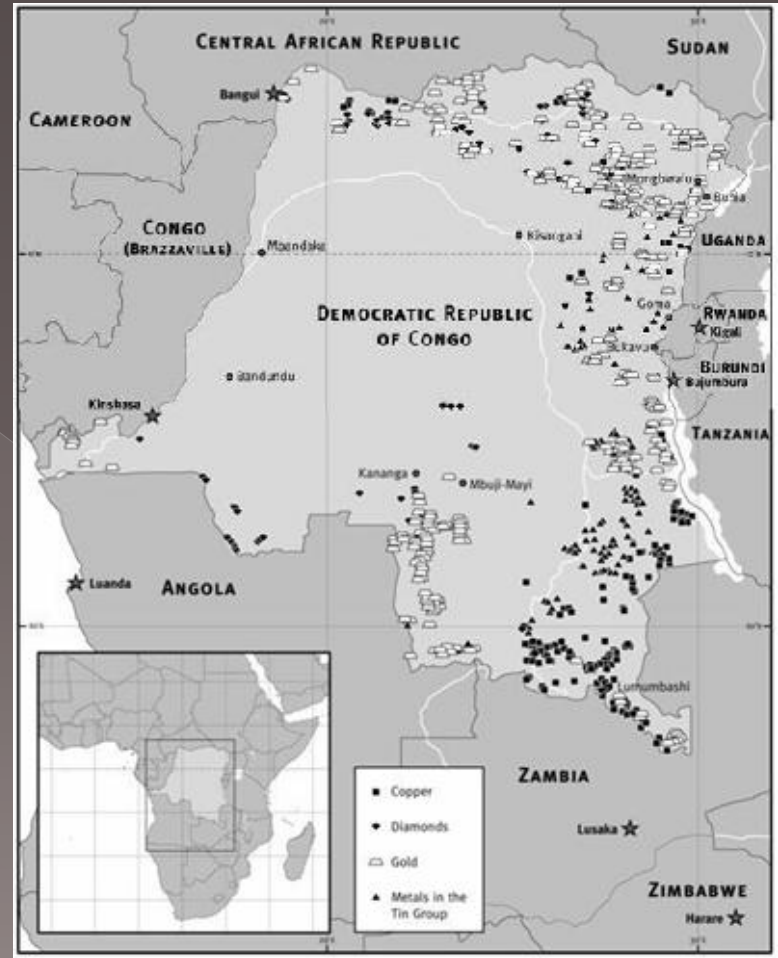 CENTRAL AFRICAN REPUBLIC
SUDAN
Bangui
CAMEROON
Mongbwalu
Bunia
CONGO
(BRAZZAVILLE)
Kisangani
UGANDA
Mbandaka
DEMOCRATIC REPUBLIC
OF CONGO
Goma
RWANDA
Kigali
BURUNDI
Bujumbura
Bandundu
Kinshasa
TANZANIA
Kananga
Mbuji-Mayi
Luanda
ANGOLA
Lumumbashi
ZAMBIA
Copper
Diamonds
Gold
Metals in the
Tin Group
Lusaka
ZIMBABWE
Harare